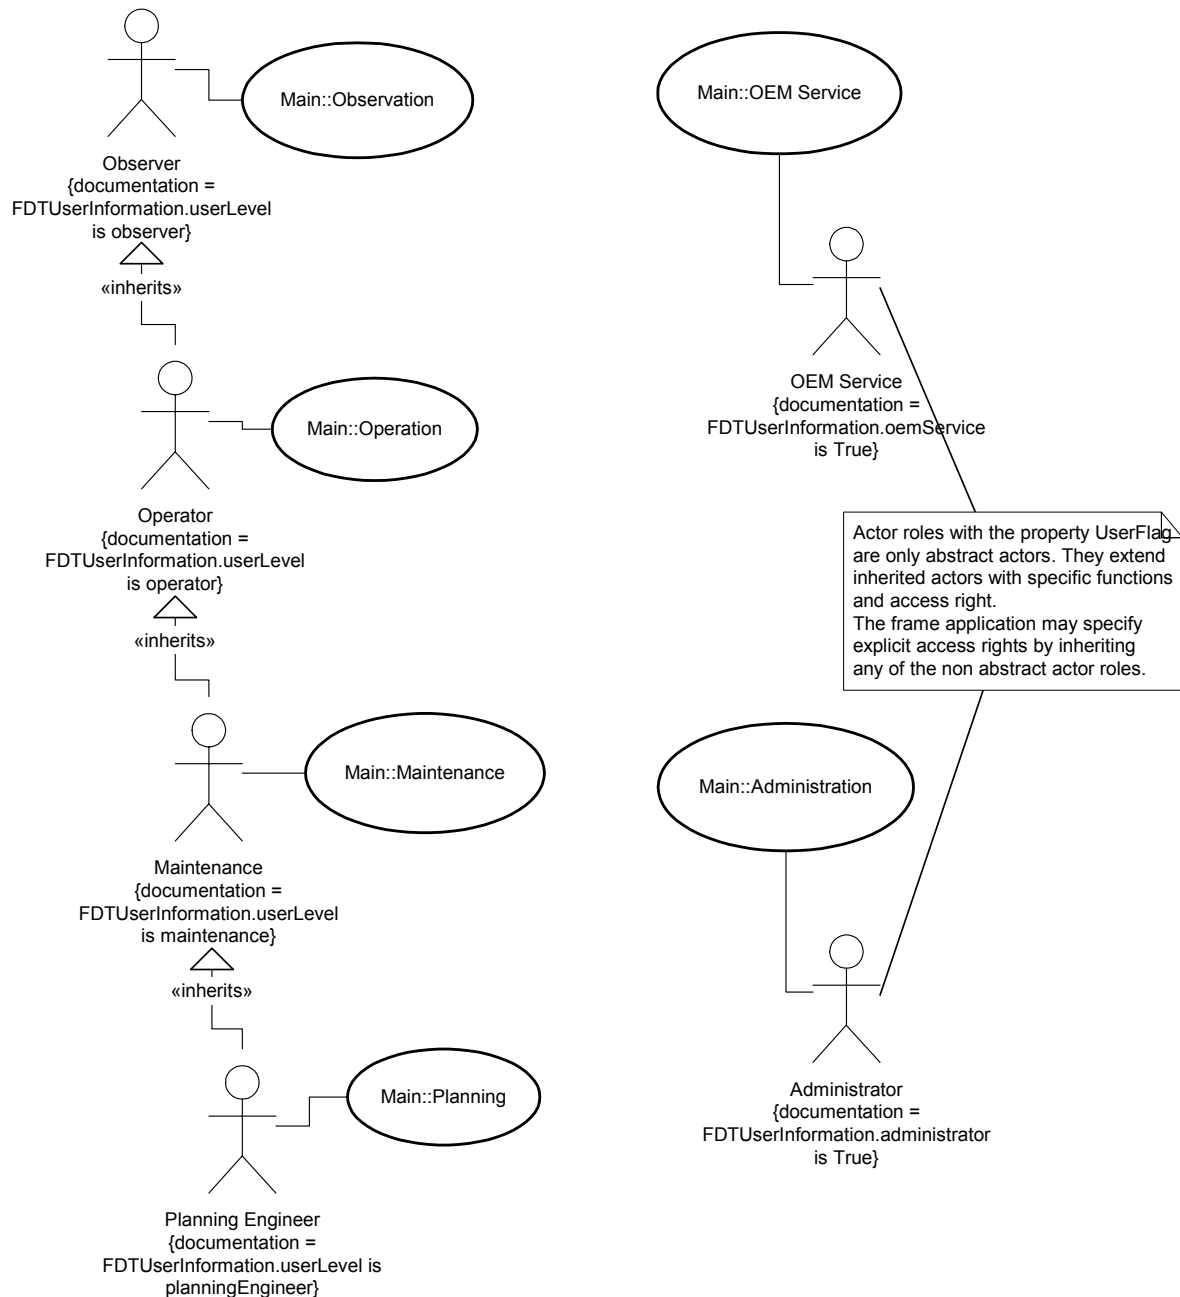 Main::Observation
Observer
{documentation =
FDTUserInformation.userLevel
is observer}
«inherits»
Main::Operation
Operator
{documentation =
FDTUserInformation.userLevel
is operator}
«inherits»
Main::Maintenance
Maintenance
{documentation =
FDTUserInformation.userLevel
is maintenance}
«inherits»
Main::Planning
Planning Engineer
{documentation =
FDTUserInformation.userLevel is
planningEngineer}
Main::OEM Service
OEM Service
{documentation =
FDTUserInformation.oemService
is True}
Actor roles with the property UserFlag
are only abstract actors. They extend
inherited actors with specific functions
and access right.
The frame application may specify
explicit access rights by inheriting
any of the non abstract actor roles.
Main::Administration
Administrator
{documentation =
FDTUserInformation.administrator
is True}